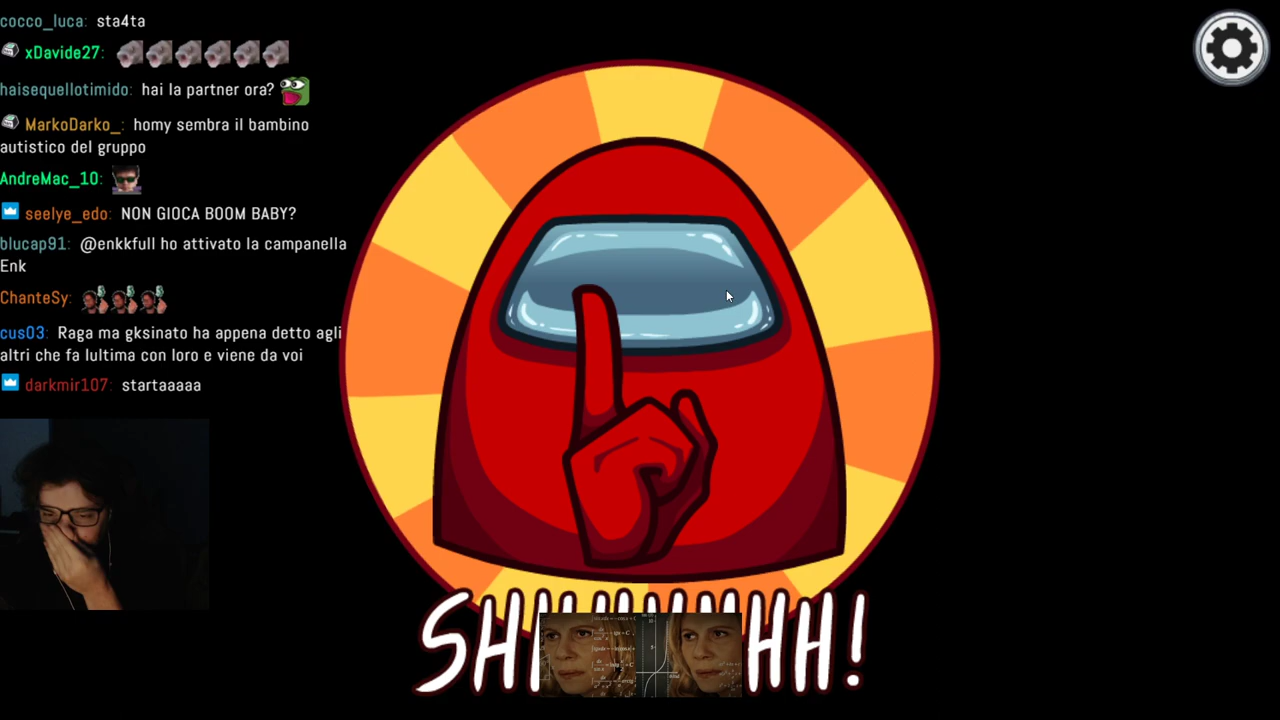 cocco_luca: sta4ta
xDavide27:
haisequellotimido: hai la partner ora?
MarkoDarko_: homy sembra il bambino
autistico del gruppo
AndreMac_10:
seelye_edo: NON GIOCA BOOM BABY?
blucap91: @enkkfull ho attivato la campanella
Enk
ChanteSy:
cus03: Raga ma gksinato ha appena detto agli
altri che fa lultima con loro e viene da voi
darkmir107: startaaaaa
SHHHHHHH!